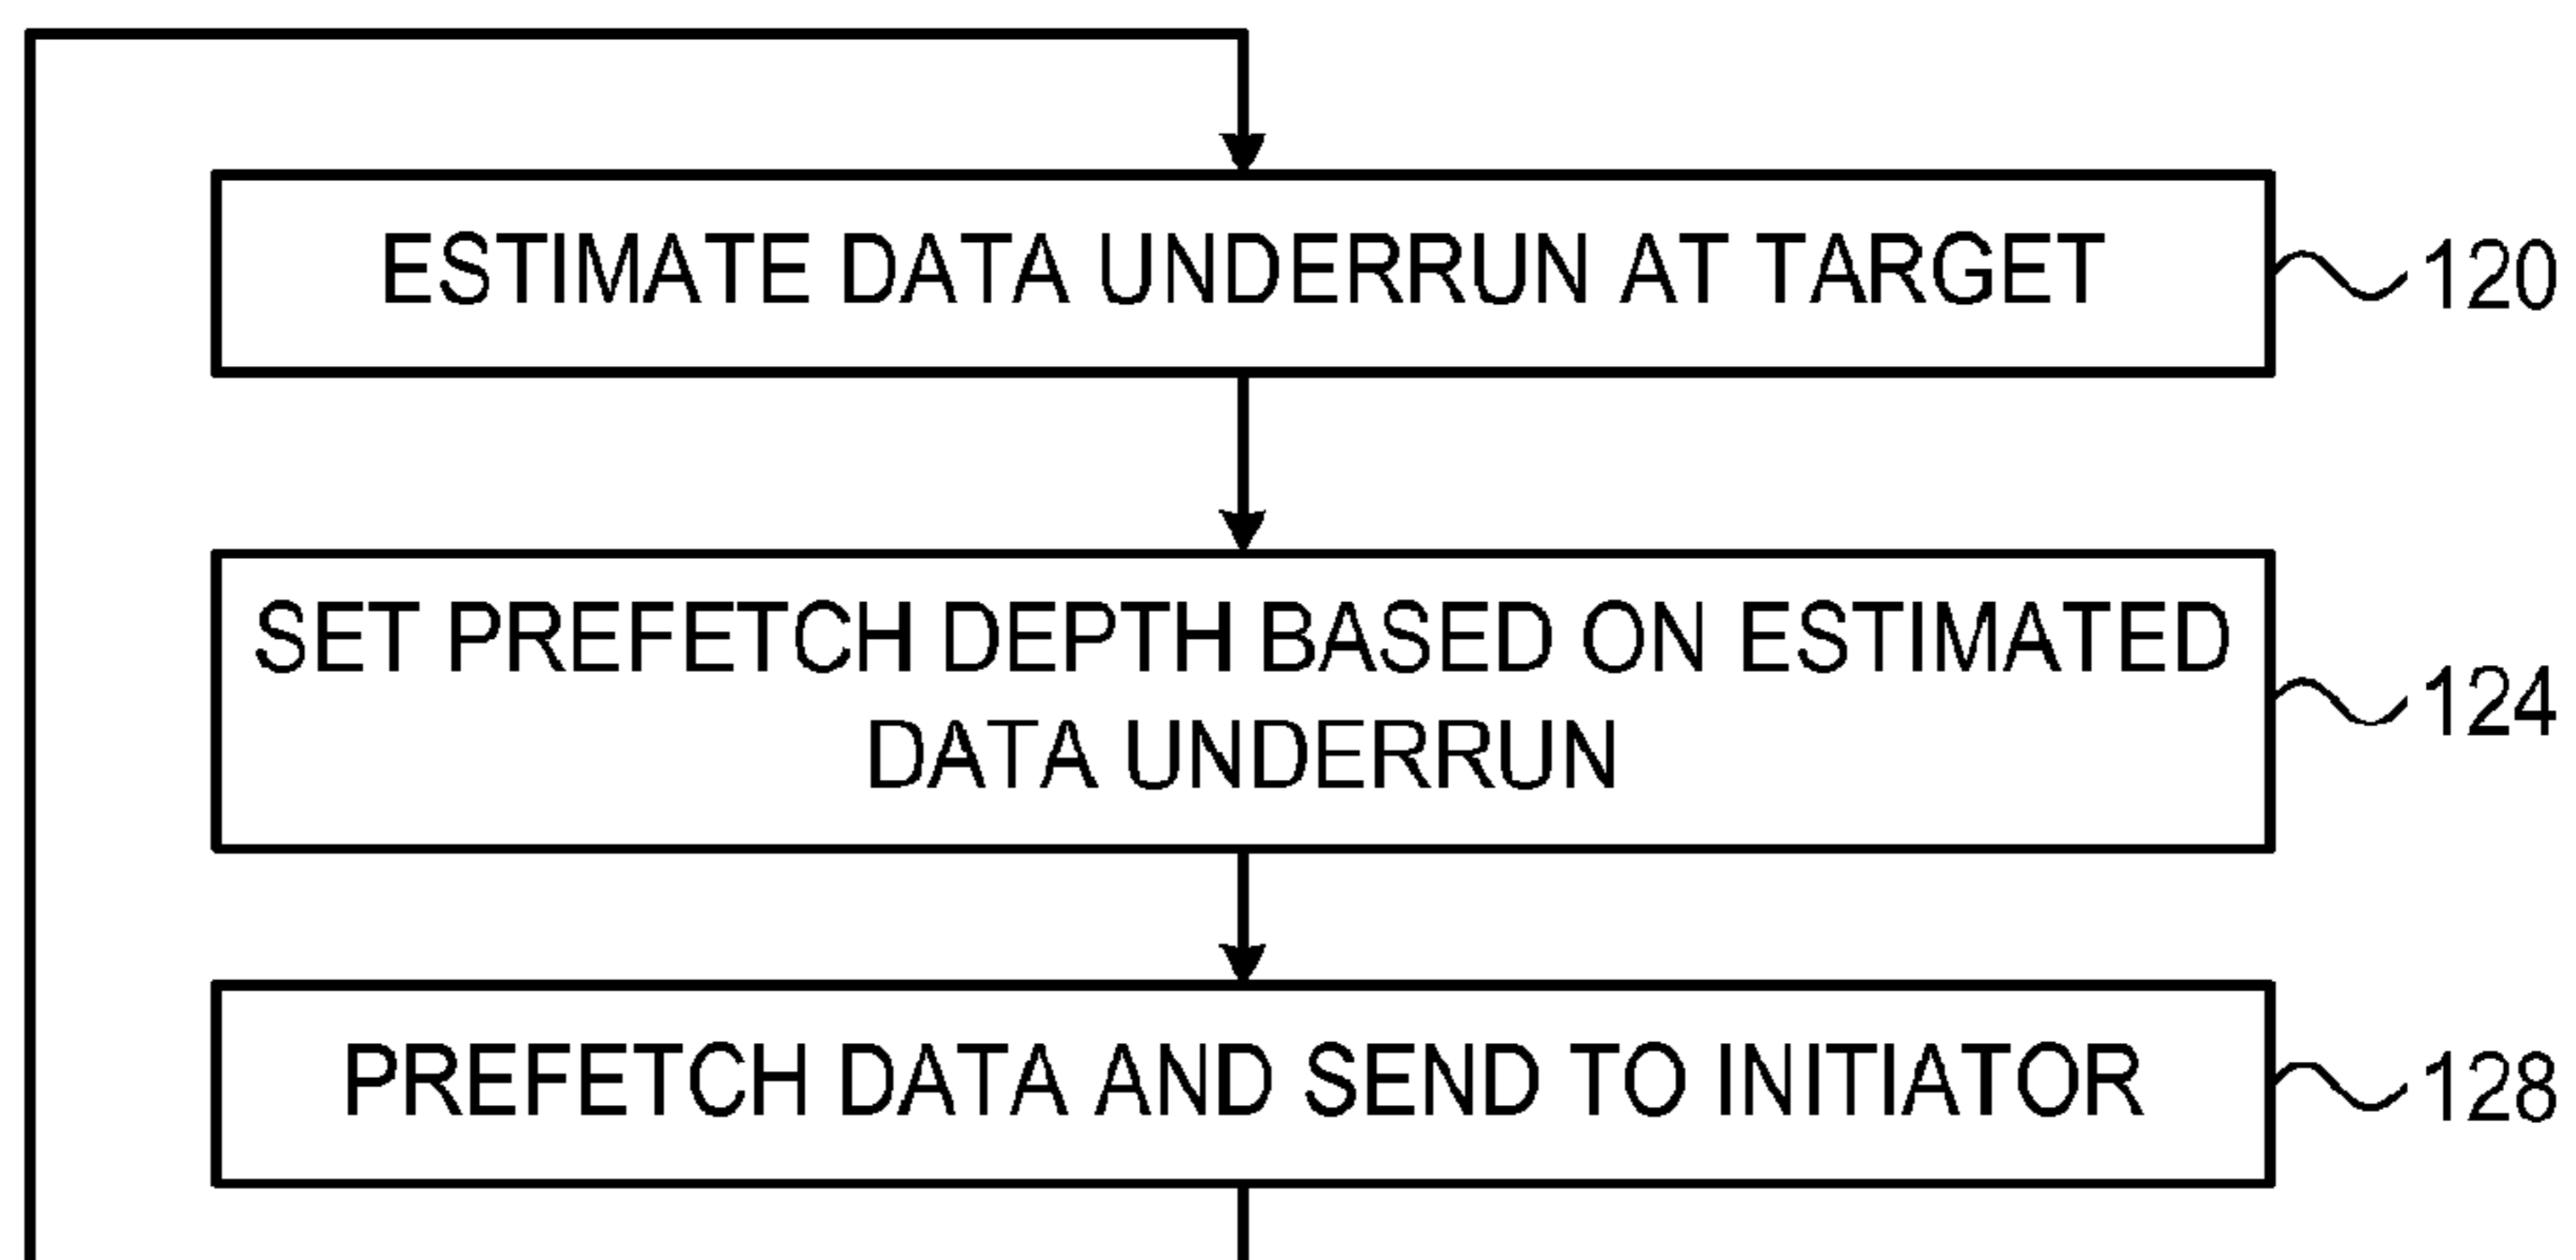 ESTIMATE DATA UNDERRUN AT TARGET
120
SET PREFETCH DEPTH BASED ON ESTIMATED
DATA UNDERRUN
124
PREFETCH DATA AND SEND TO INITIATOR
128